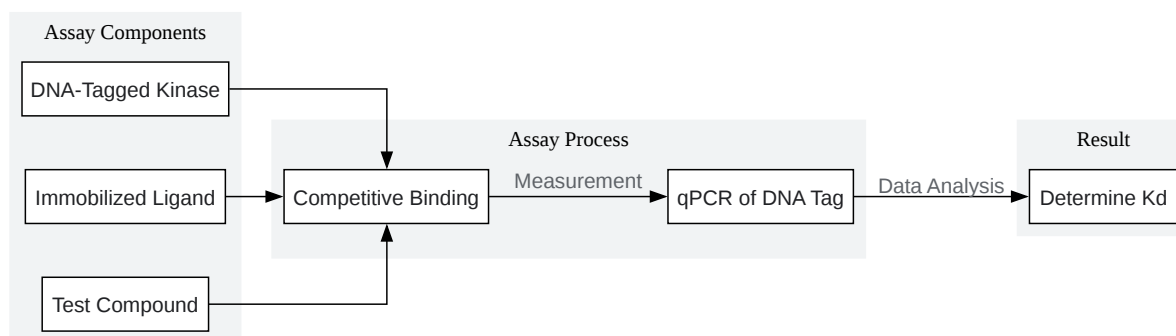 Assay Components
DNA-Tagged Kinase
Immobilized Ligand
Test Compound
Assay Process
Competitive Binding
Measurement
qPCR of DNA Tag
Data Analysis
Result
Determine Kd